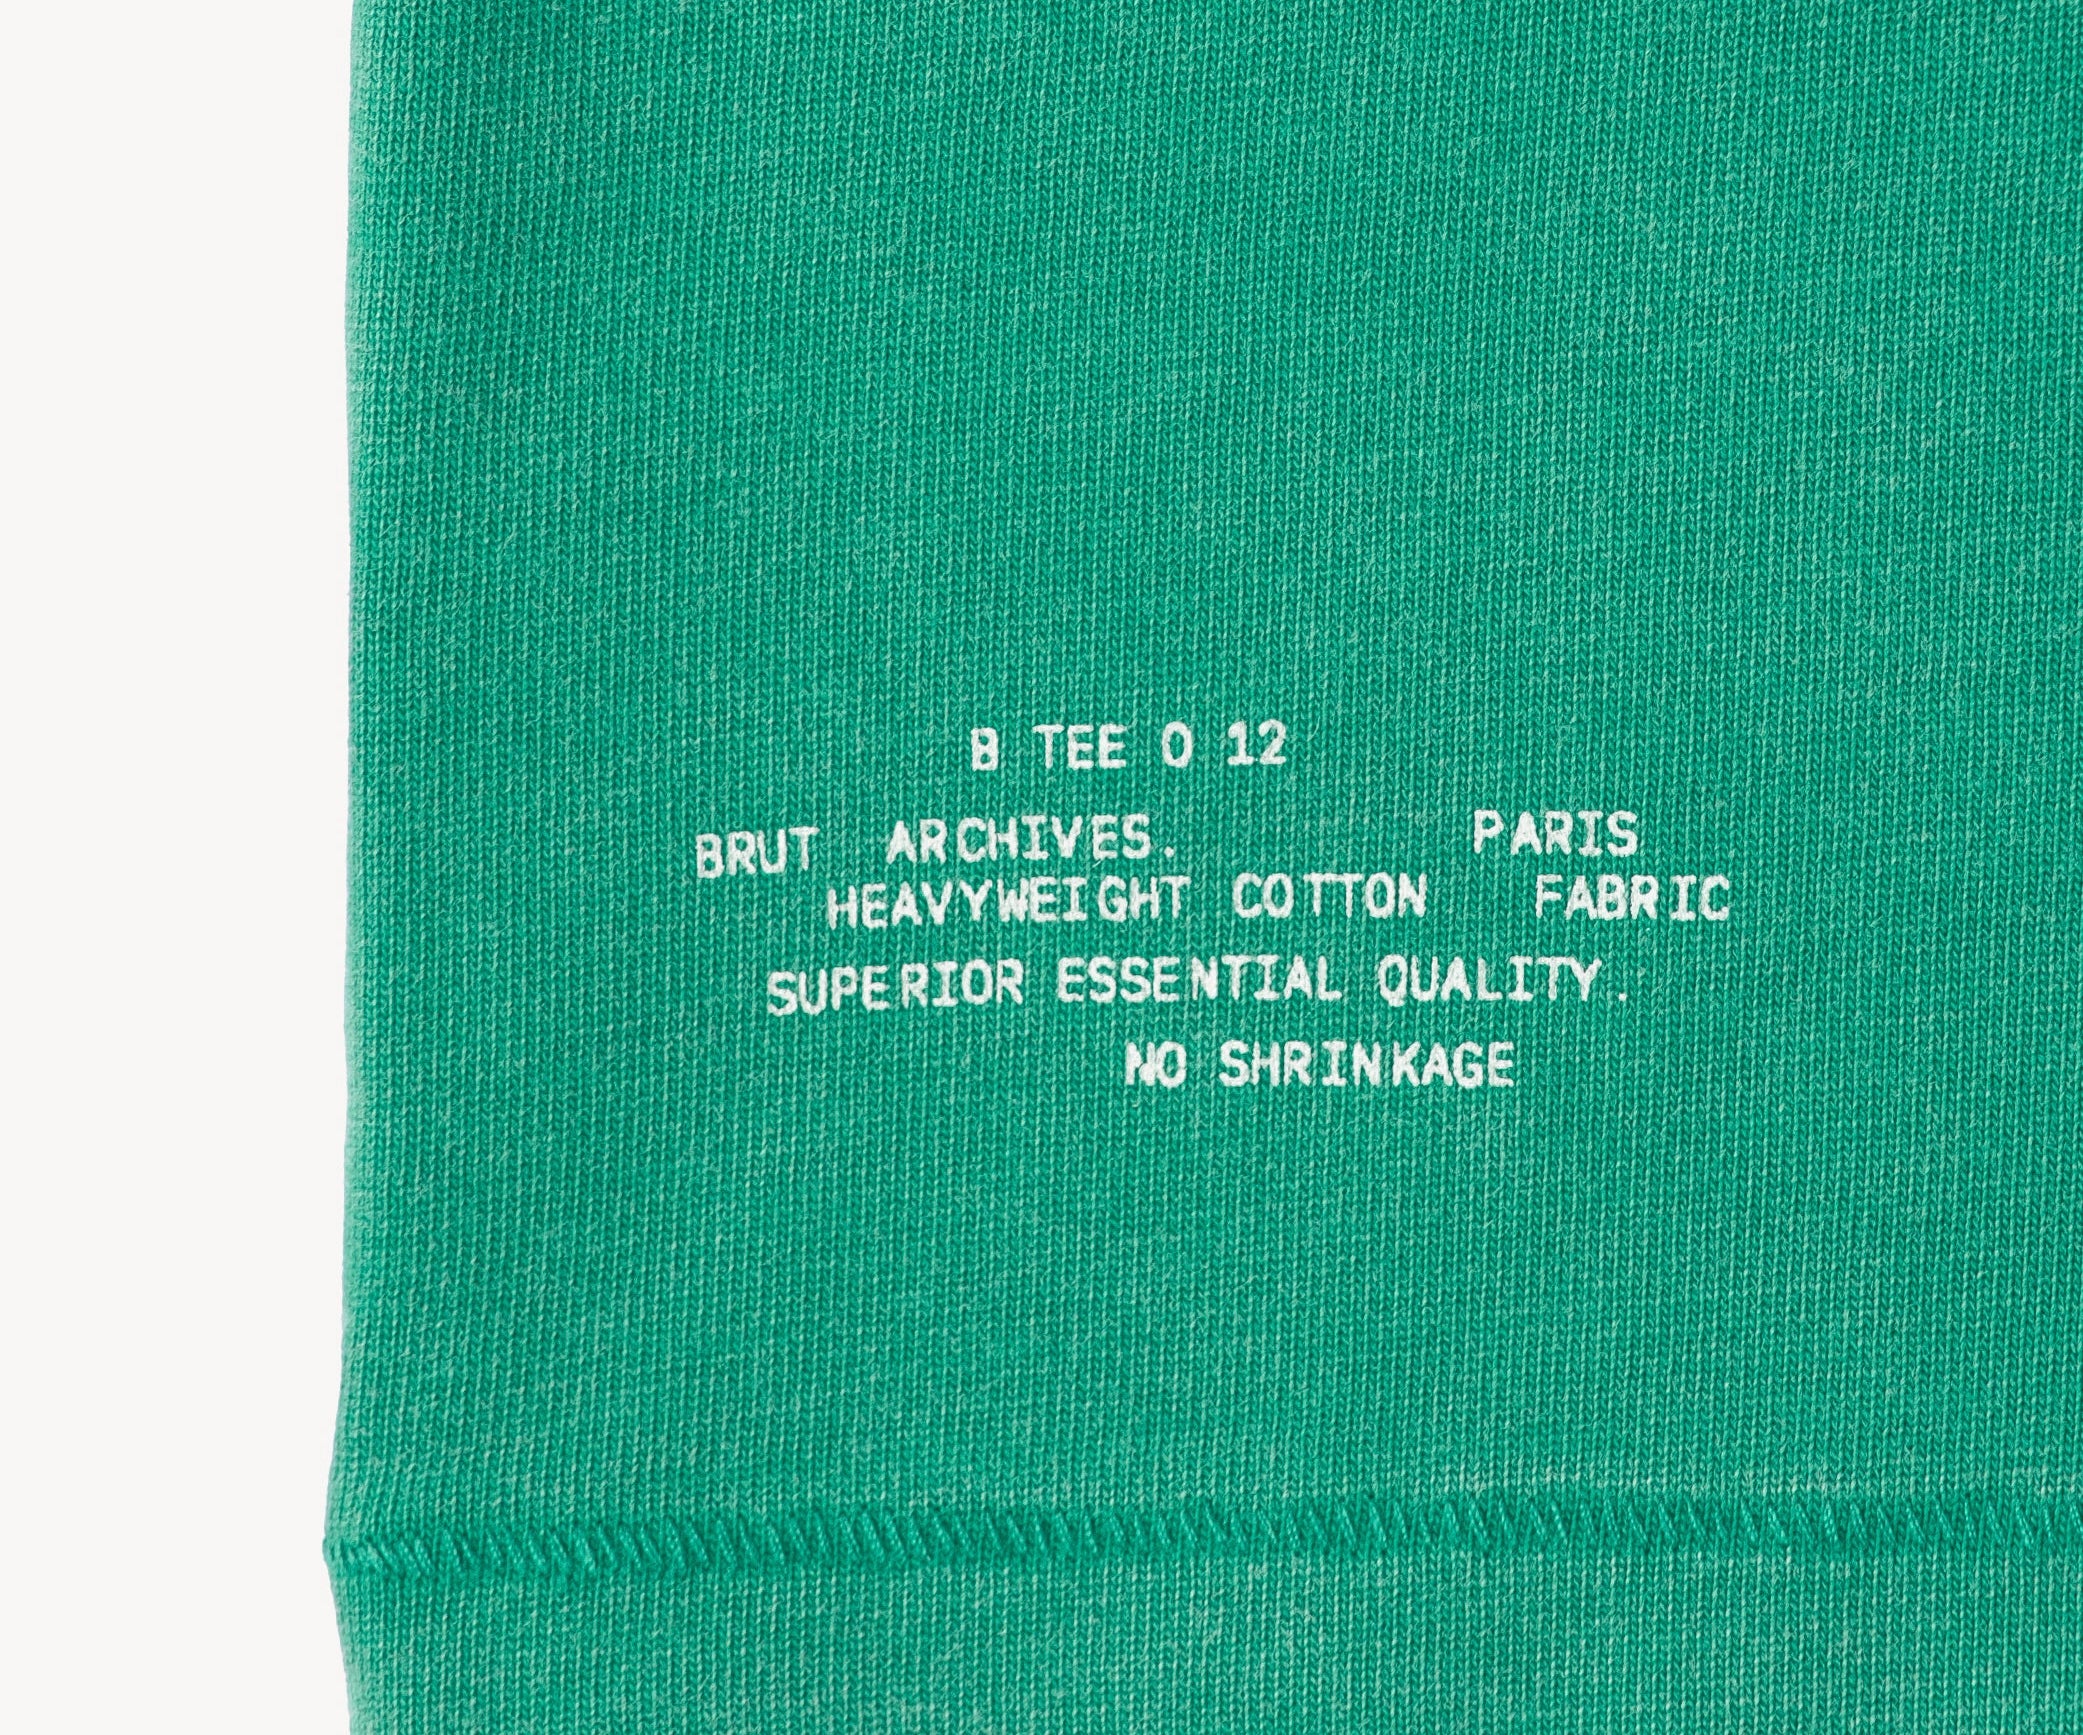 B TEE O 12
BRUT ARCHIVES. PARIS
HEAVYWEIGHT COTTON FABRIC
SUPERIOR ESSENTIAL QUALITY.
NO SHRINKAGE